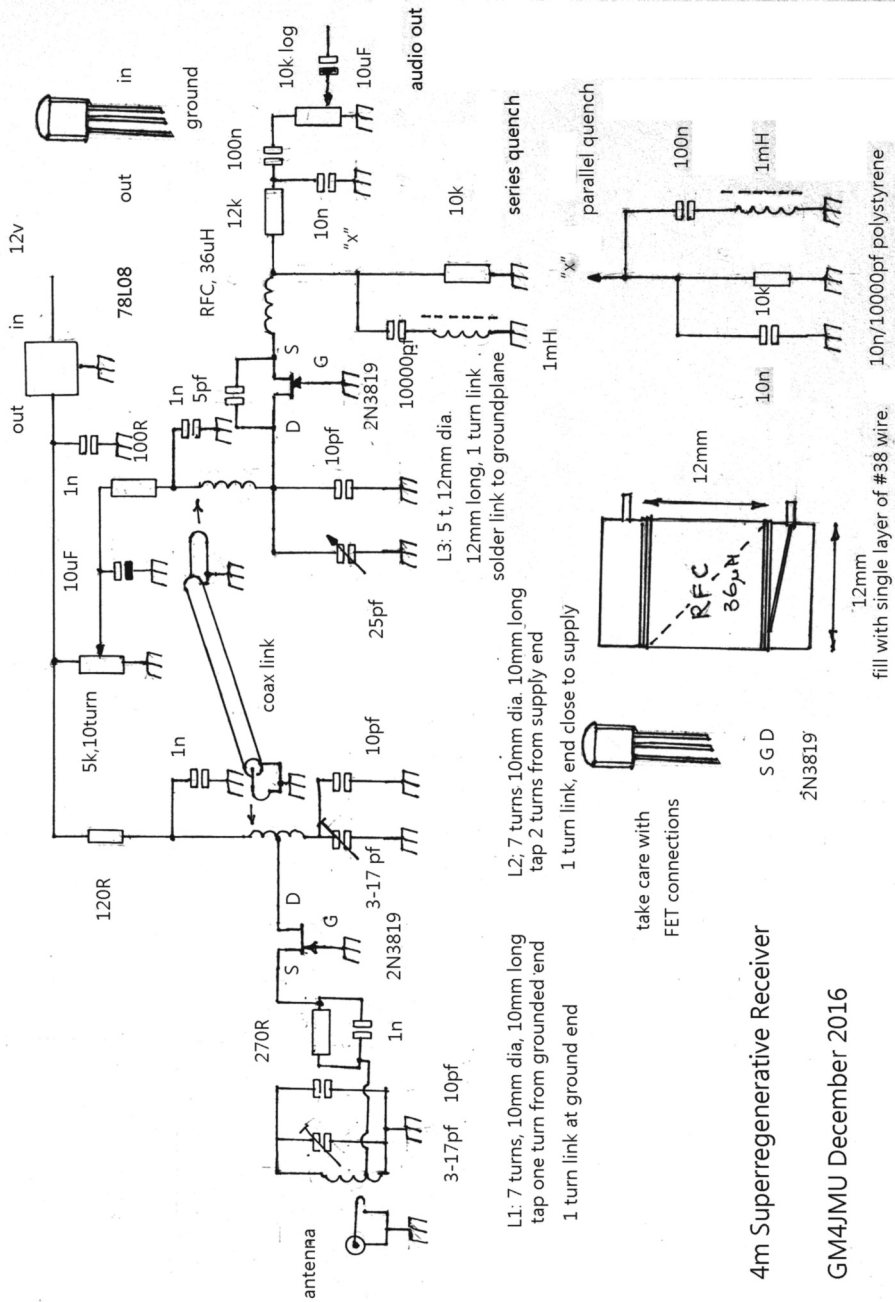 12v
out
in
78L08
in
out
ground
1n
100R
10uF
5k,10turn
120R
1n
coax link
1n
5pf
RFC, 36uH
12k
100n
10k log
10uF
audio out
10n
"x"
S
G
D
2N3819
10pf
25pf
10000pf
10k
1mH
series quench
10pf
3-17 pf
D
G
S
2N3819
270R
1n
10pf
3-17pf
antenna
L1: 7 turns, 10mm dia, 10mm long
tap one turn from grounded end
1 turn link at ground end
L2; 7 turns 10mm dia. 10mm long
tap 2 turns from supply end
1 turn link, end close to supply
L3: 5 t, 12mm dia.
12mm long, 1 turn link
solder link to groundplane
parallel quench
"x"
100n
1mH
10k
10n
10n/10000pf polystyrene
take care with
FET connections
S G D
2N3819
RFC
36μH
12mm
12mm
fill with single layer of #38 wire.
4m Superregenerative Receiver
GM4JMU December 2016